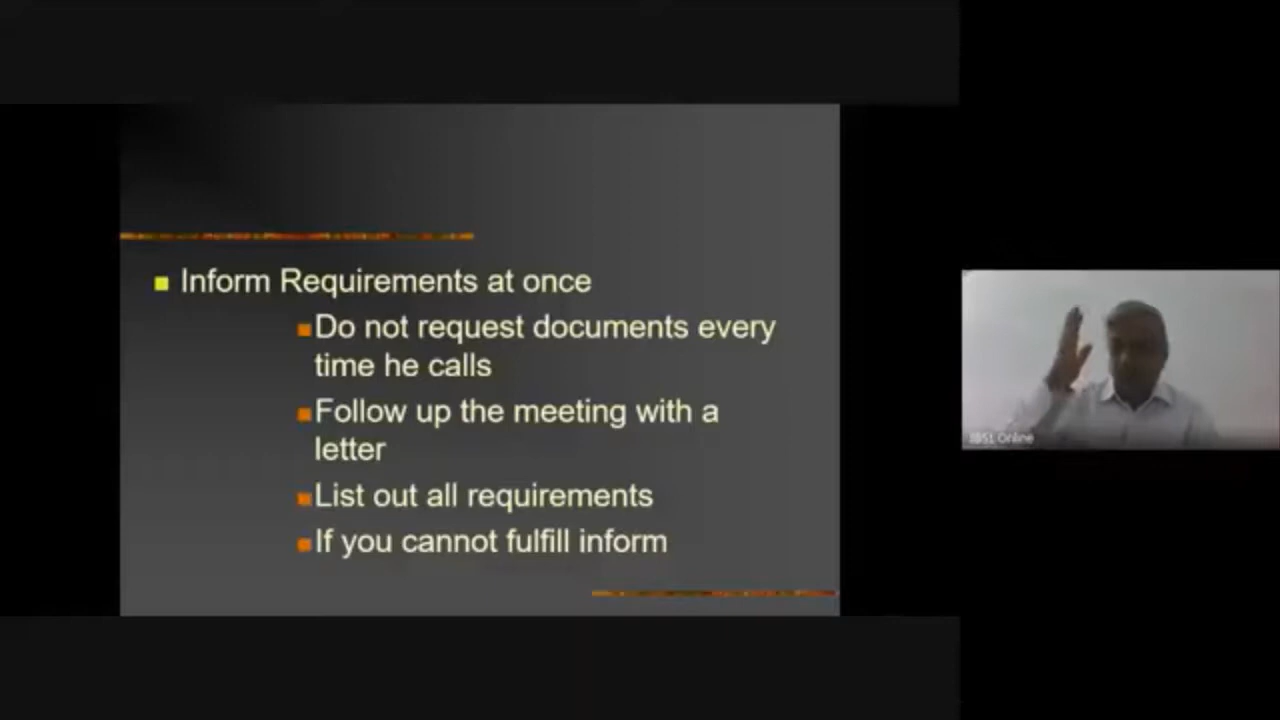 Inform Requirements at once
Do not request documents every
time he calls
Follow up the meeting with a
letter
List out all requirements
If you cannot fulfill inform
IBSL Online